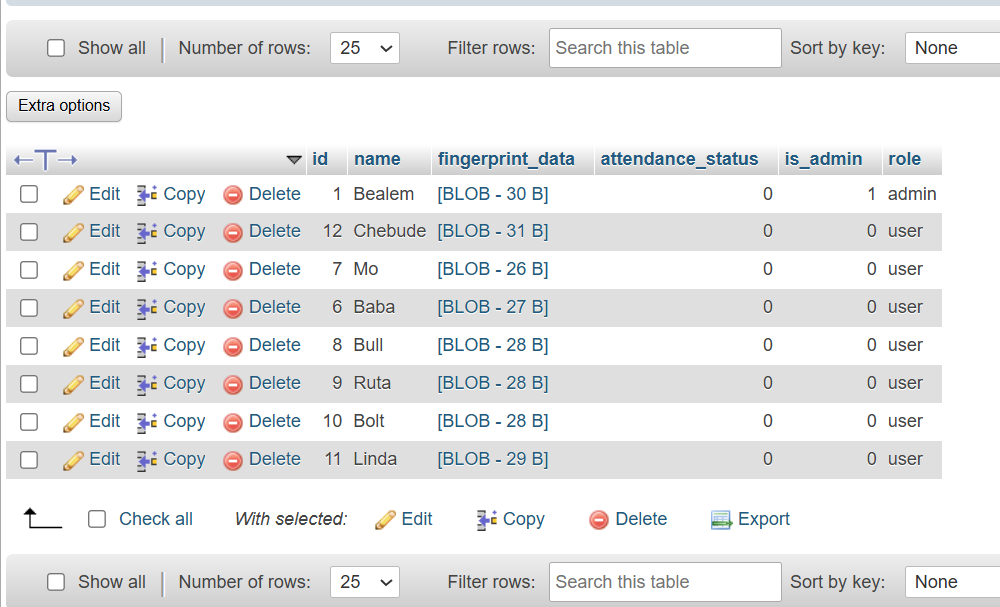 Show all Number of rows: 25 Filter rows: Search this table Sort by key: None
Extra options
id name fingerprint_data attendance_status is_admin role
Edit Copy Delete 1 Bealem [BLOB - 30 B] 0 1 admin
Edit Copy Delete 12 Chebude [BLOB - 31 B] 0 0 user
Edit Copy Delete 7 Mo [BLOB - 26 B] 0 0 user
Edit Copy Delete 6 Baba [BLOB - 27 B] 0 0 user
Edit Copy Delete 8 Bull [BLOB - 28 B] 0 0 user
Edit Copy Delete 9 Ruta [BLOB - 28 B] 0 0 user
Edit Copy Delete 10 Bolt [BLOB - 28 B] 0 0 user
Edit Copy Delete 11 Linda [BLOB - 29 B] 0 0 user
Check all With selected: Edit Copy Delete Export
Show all Number of rows: 25 Filter rows: Search this table Sort by key: None